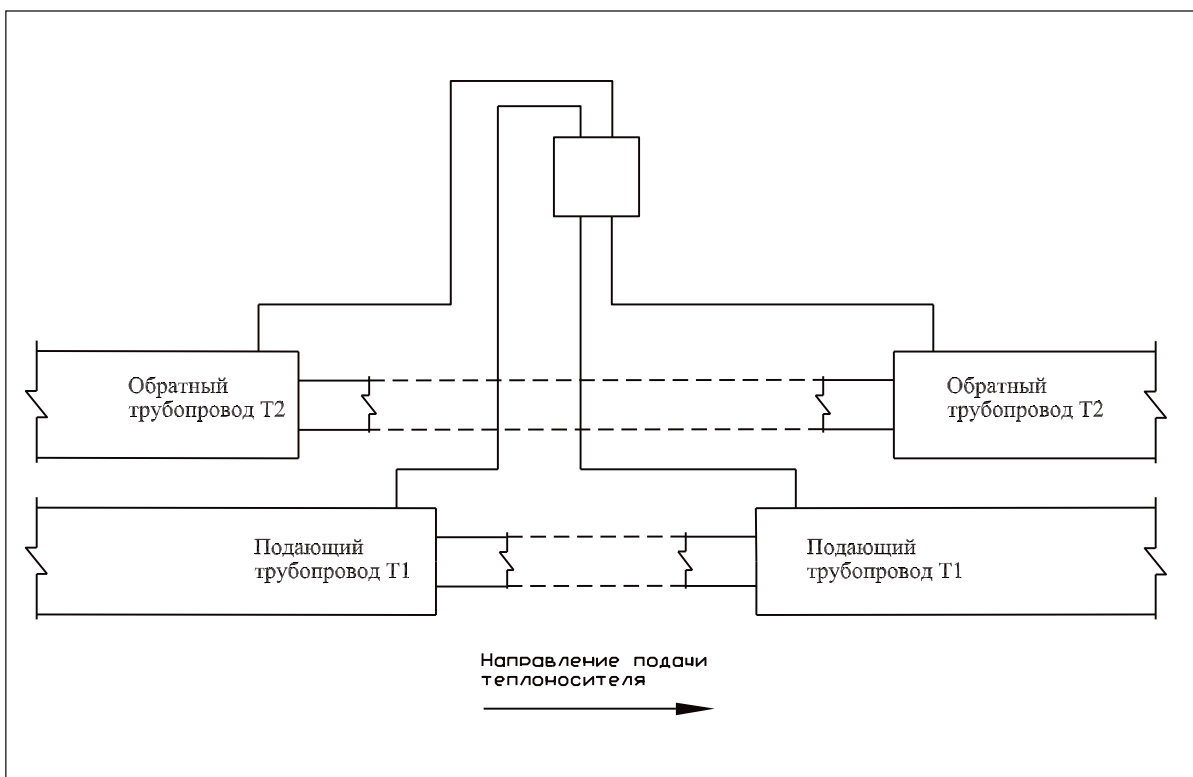 Обратный
трубопровод Т2
Обратный
трубопровод Т2
Подающий
трубопровод Т1
Подающий
трубопровод Т1
Направление подачи
теплоносителя